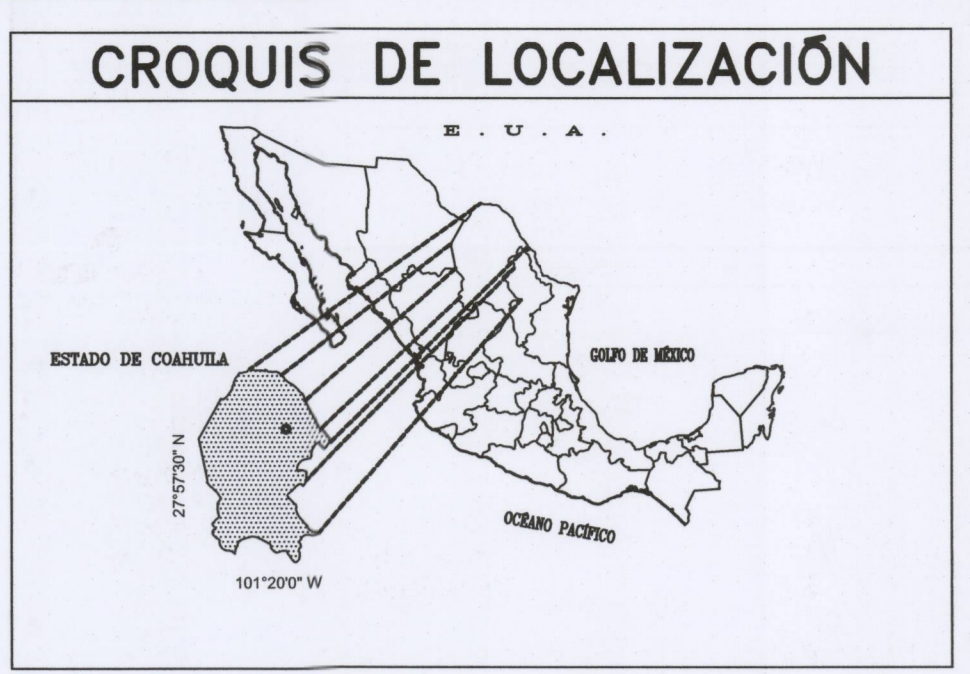 CROQUIS DE LOCALIZACIÓN
E . U . A .
ESTADO DE COAHUILA
GOLFO DE MÉXICO
27°57'30" N
OCÉANO PACÍFICO
101°20'0" W